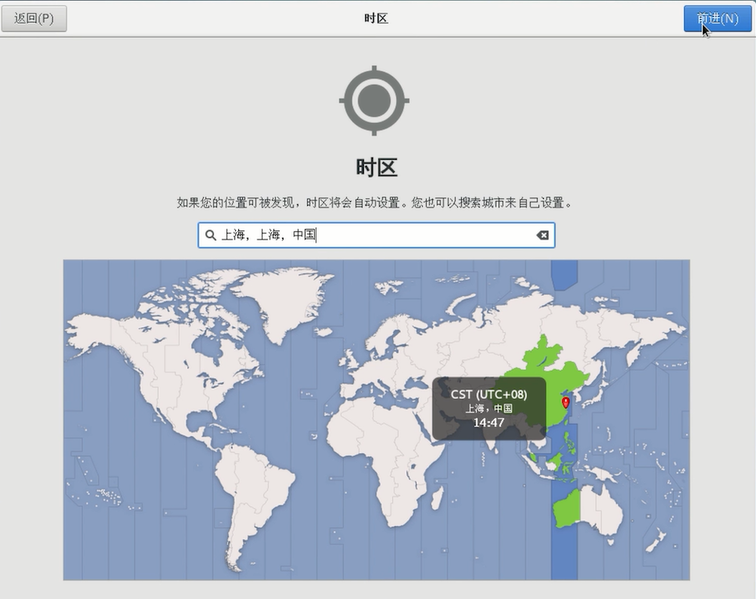 返回(P)
时区
前进(N)
时区
如果您的位置可被发现，时区将会自动设置。您也可以搜索城市来自己设置。
上海，上海，中国
CST (UTC+08)
上海，中国
14:47